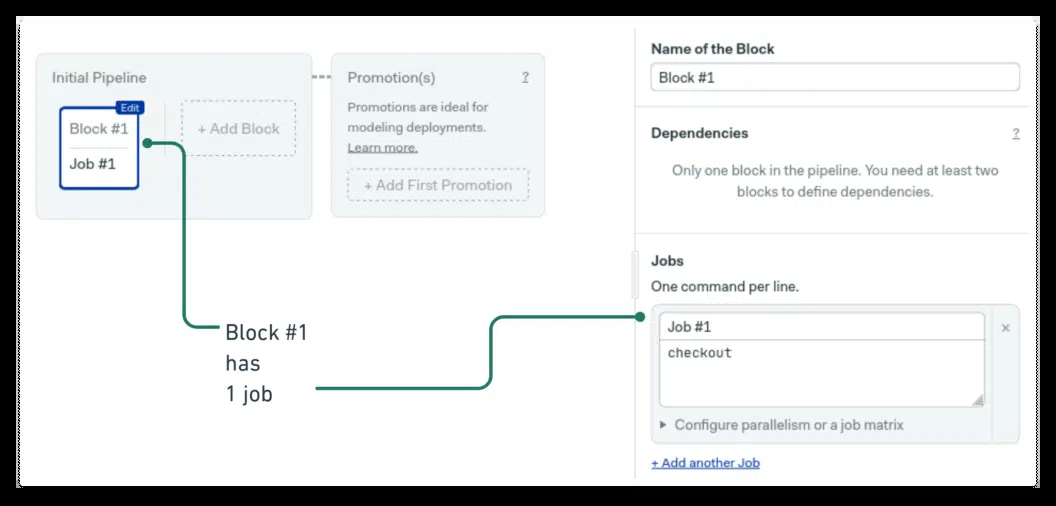 Initial Pipeline
Edit
Block #1
Job #1
+ Add Block
Promotion(s)
?
Promotions are ideal for
modeling deployments.
Learn more.
+ Add First Promotion
Block #1
has
1 job
Name of the Block
Block #1
Dependencies
?
Only one block in the pipeline. You need at least two
blocks to define dependencies.
Jobs
One command per line.
Job #1
×
checkout
Configure parallelism or a job matrix
+ Add another Job